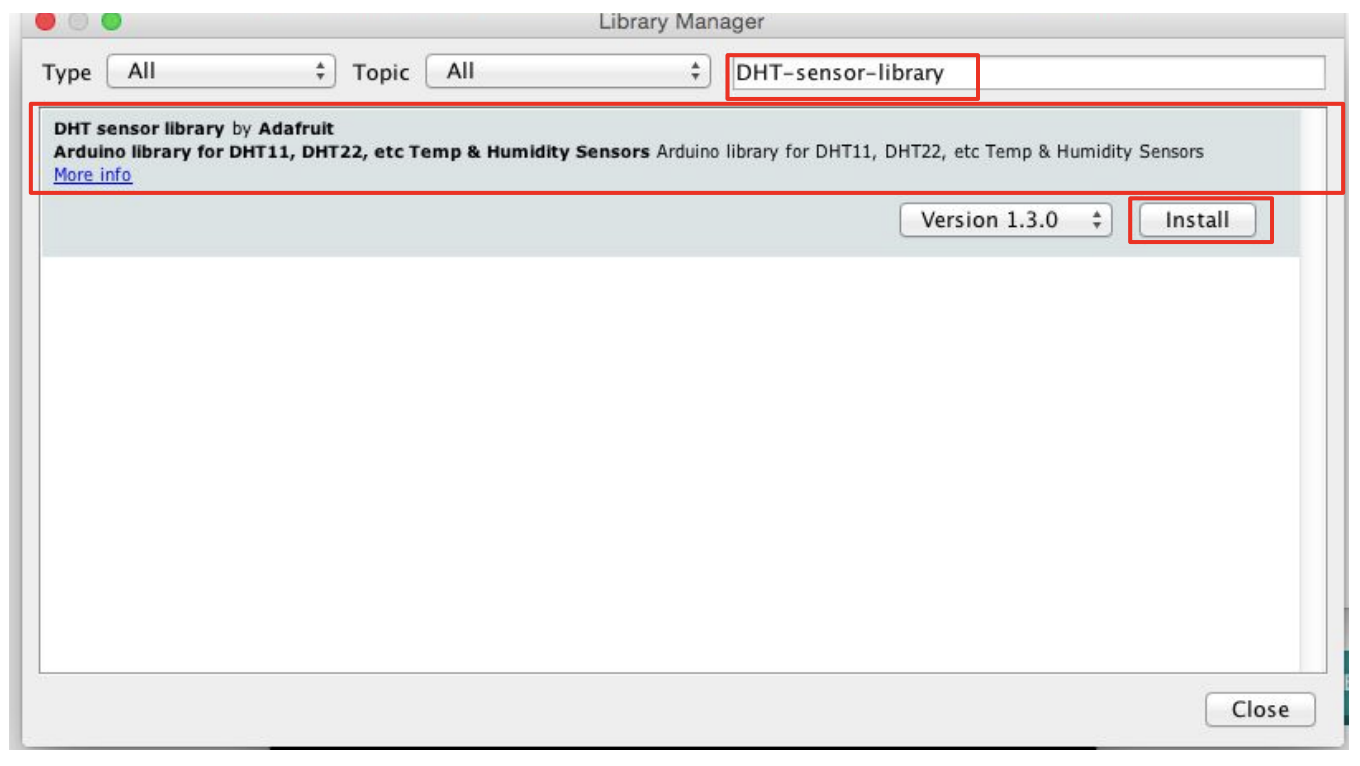 Library Manager
Type All Topic All DHT-sensor-library
DHT sensor library by Adafruit
Arduino library for DHT11, DHT22, etc Temp & Humidity Sensors Arduino library for DHT11, DHT22, etc Temp & Humidity Sensors
More info
Version 1.3.0 Install
Close